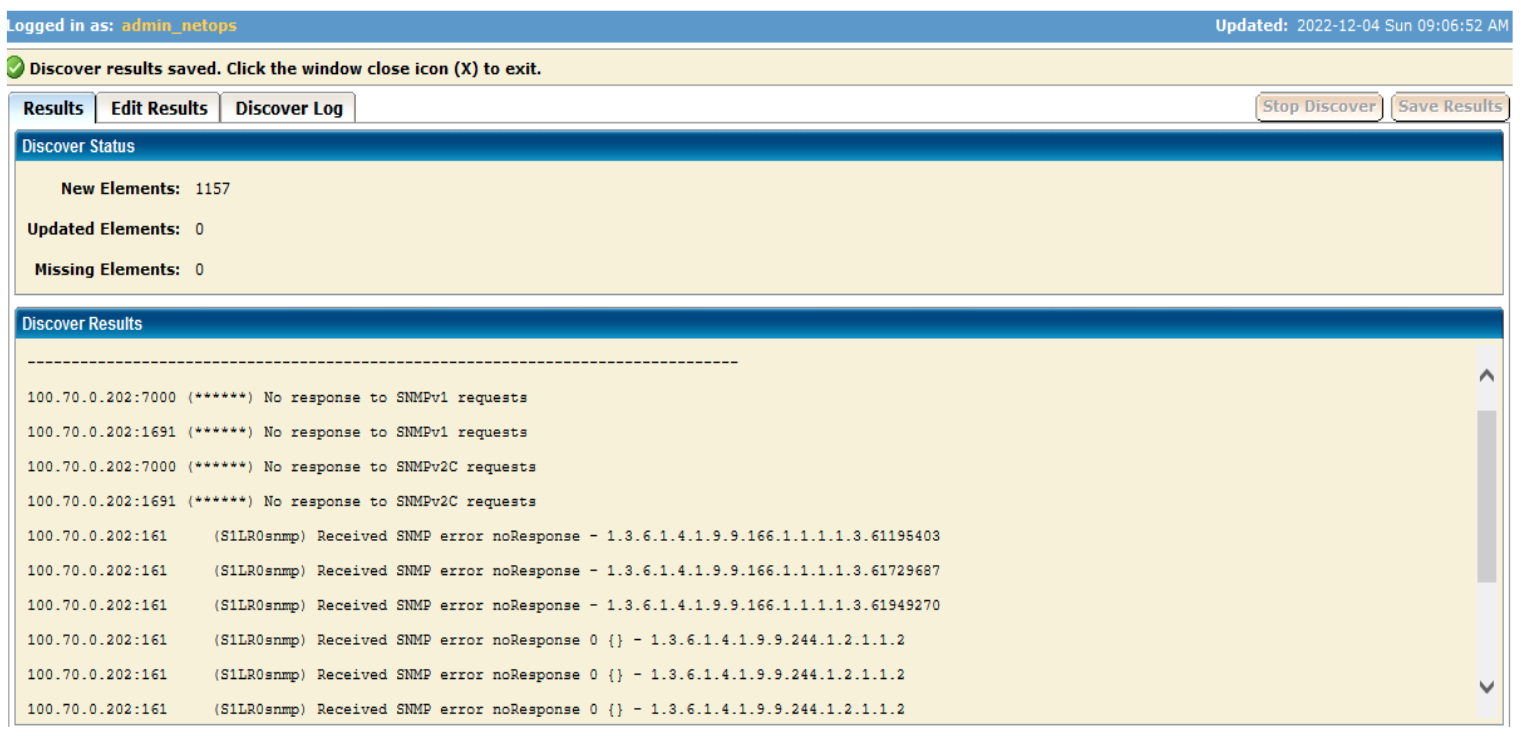 Logged in as: admin_netops Updated: 2022-12-04 Sun 09:06:52 AM
Discover results saved. Click the window close icon (X) to exit.
Results Edit Results Discover Log Stop Discover Save Results
Discover Status
New Elements: 1157
Updated Elements: 0
Missing Elements: 0
Discover Results
--------------------------------------------------------------------------------
100.70.0.202:7000 (******) No response to SNMPv1 requests
100.70.0.202:1691 (******) No response to SNMPv1 requests
100.70.0.202:7000 (******) No response to SNMPv2C requests
100.70.0.202:1691 (******) No response to SNMPv2C requests
100.70.0.202:161 (S1LR0snmp) Received SNMP error noResponse - 1.3.6.1.4.1.9.9.166.1.1.1.1.3.61195403
100.70.0.202:161 (S1LR0snmp) Received SNMP error noResponse - 1.3.6.1.4.1.9.9.166.1.1.1.1.3.61729687
100.70.0.202:161 (S1LR0snmp) Received SNMP error noResponse - 1.3.6.1.4.1.9.9.166.1.1.1.1.3.61949270
100.70.0.202:161 (S1LR0snmp) Received SNMP error noResponse 0 {} - 1.3.6.1.4.1.9.9.244.1.2.1.1.2
100.70.0.202:161 (S1LR0snmp) Received SNMP error noResponse 0 {} - 1.3.6.1.4.1.9.9.244.1.2.1.1.2
100.70.0.202:161 (S1LR0snmp) Received SNMP error noResponse 0 {} - 1.3.6.1.4.1.9.9.244.1.2.1.1.2